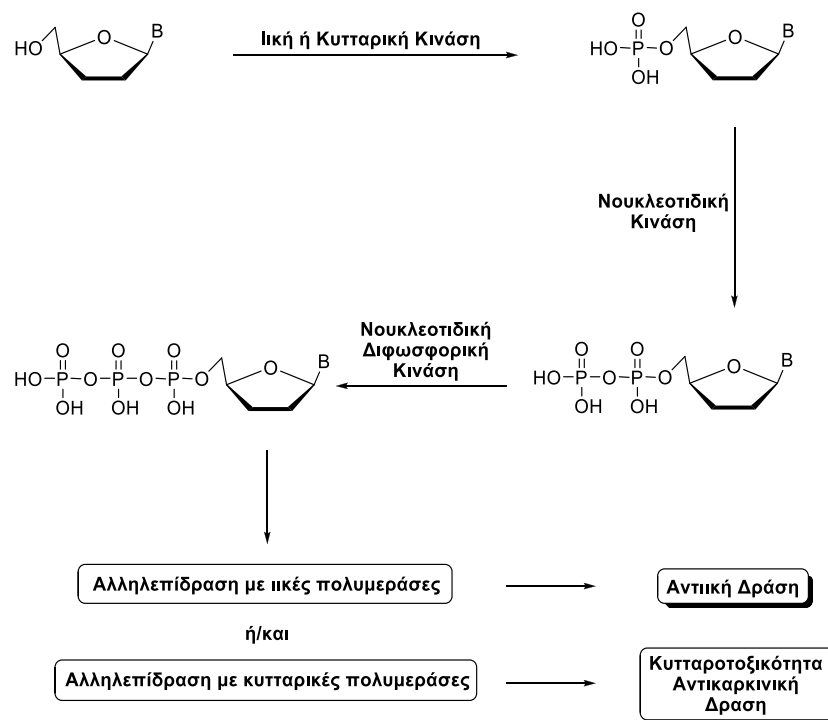 HO
O
B
Ιική ή Κυτταρική Κινάση
O
HO P O
OH
O
B
Νουκλεοτιδική
Κινάση
O O O
HO P O P O P O
OH OH OH
O
B
Νουκλεοτιδική
Διφωσφορική
Κινάση
O O
HO P O P O
OH OH
O
B
Αλληλεπίδραση με ιικές πολυμεράσες
Αντιική Δράση
ή/και
Αλληλεπίδραση με κυτταρικές πολυμεράσες
Κυτταροτοξικότητα
Αντικαρκινική
Δραση